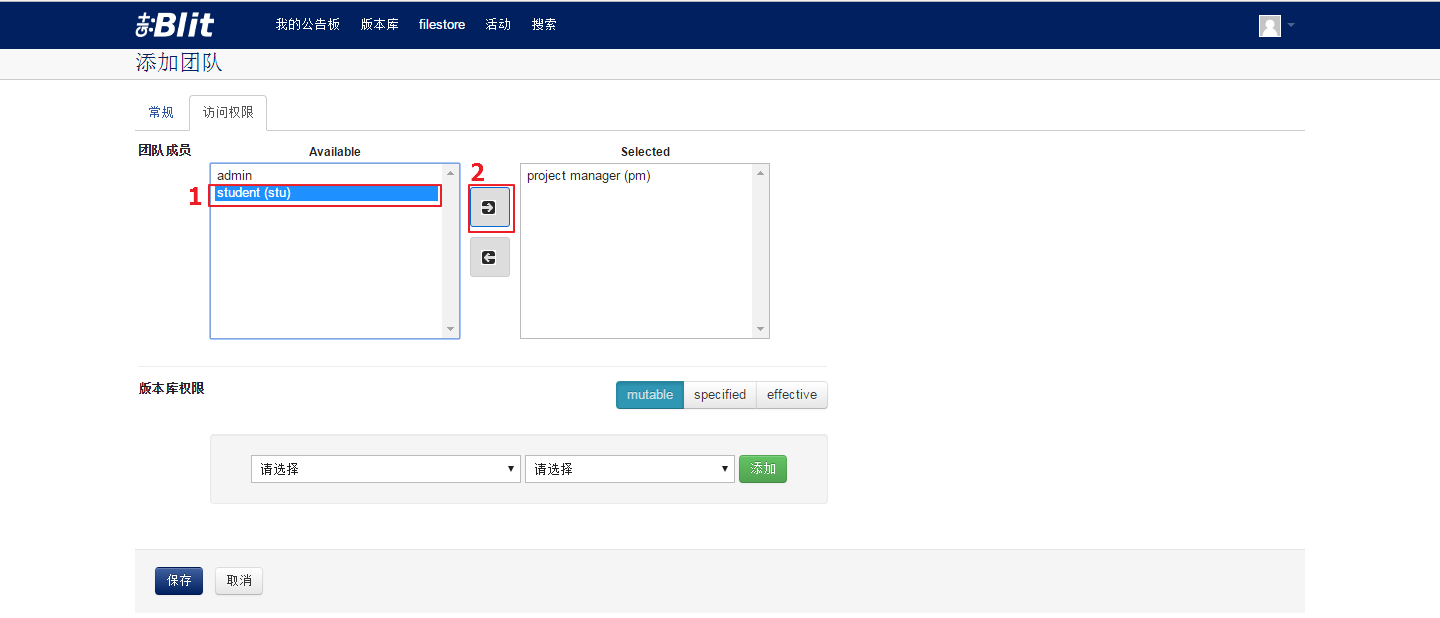 Blit 我的公告板 版本库 filestore 活动 搜索
添加团队
常规 访问权限
团队成员 Available Selected
admin 2 project manager (pm)
1 student (stu)
版本库权限 mutable specified effective
请选择 请选择 添加
保存 取消